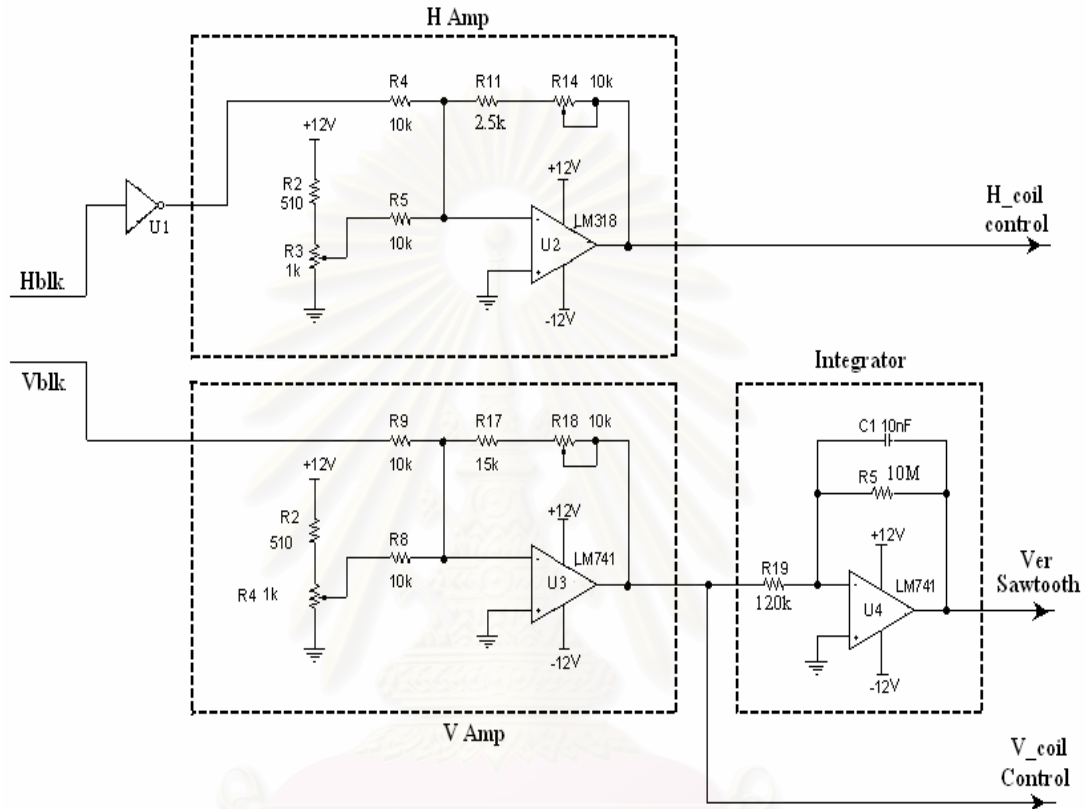 H Amp
R4
10k
R11
2.5k
R14 10k
+12V
R2
510
R3
1k
R5
10k
+12V
LM318
-
U2
+
-12V
U1
Hblk
H_coil
control
Vblk
R9
10k
R17
15k
R18 10k
+12V
R2
510
R4 1k
R8
10k
+12V
LM741
-
U3
+
-12V
V Amp
Integrator
C1 10nF
R5 10M
R19
120k
+12V
LM741
-
U4
+
-12V
Ver
Sawtooth
V_coil
Control